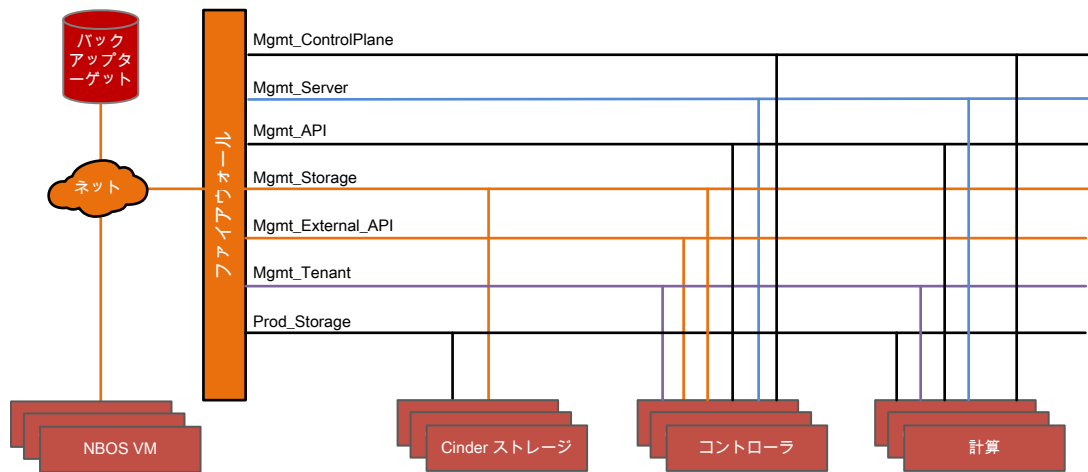 バック
アップタ
ーゲット
ネット
ファイアウォール
Mgmt_ControlPlane
Mgmt_Server
Mgmt_API
Mgmt_Storage
Mgmt_External_API
Mgmt_Tenant
Prod_Storage
NBOS VM
Cinder ストレージ
コントローラ
計算